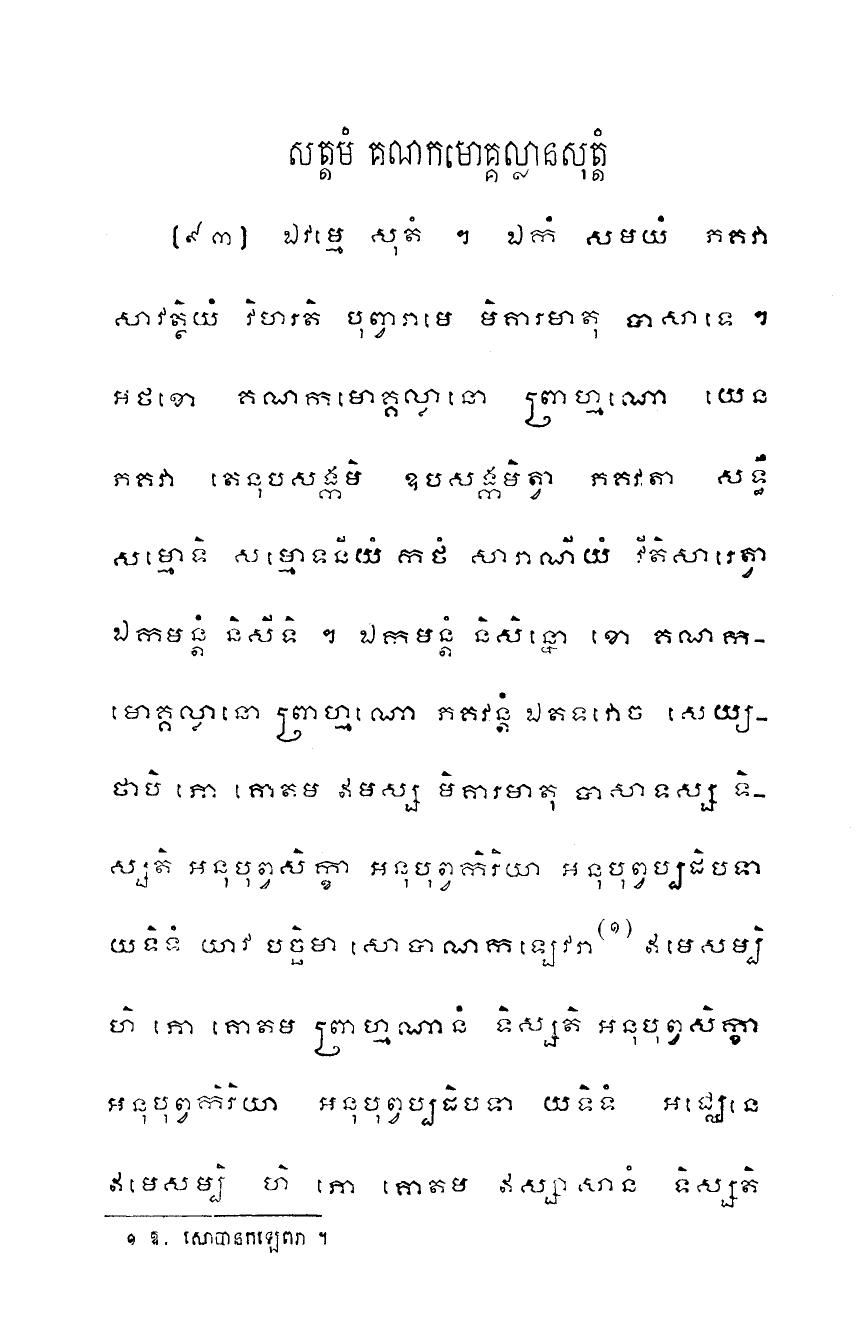 សត្តមំ គណកមោគ្គល្លានសុត្តំ
[៩៣] ឯវម្មេ សុតំ ។ ឯកំ សមយំ ភគវា
សាវត្ថិយំ វិហរតិ បុព្វារាមេ មិគារមាតុ បាសាទេ ។
អថខោ គណកមោគ្គល្លានោ ព្រាហ្មណោ យេន
ភគវា តេនុបសង្កមិ ឧបសង្កមិត្វា ភគវតា សទ្ធឹ
សម្មោទិ សម្មោទនីយំ កថំ សារាណីយំ វីតិសារេត្វា
ឯកមន្តំ និសីទិ ។ ឯកមន្តំ និសិន្នោ ខោ គណក-
មោគ្គល្លានោ ព្រាហ្មណោ ភគវន្តំ ឯតទវោច សេយ្យ-
ថាបិ ភោ គោតម ឥមស្ស មិគារមាតុ បាសាទស្ស ទិ-
ស្សតិ អនុបុព្វសិក្ខា អនុបុព្វកិរិយា អនុបុព្វប្បដិបទា
យទិទំ យាវ បច្ឆិមា សោបាណកឡេវរា(១) ឥមេសម្បិ
ហិ ភោ គោតម ព្រាហ្មណានំ ទិស្សតិ អនុបុព្វសិក្ខា
អនុបុព្វកិរិយា អនុបុព្វប្បដិបទា យទិទំ អជ្ឈេនេ
ឥមេសម្បិ ហិ ភោ គោតម ឥស្សាសានំ ទិស្សតិ
១ ឱ. សោបានកឡេពរា ។